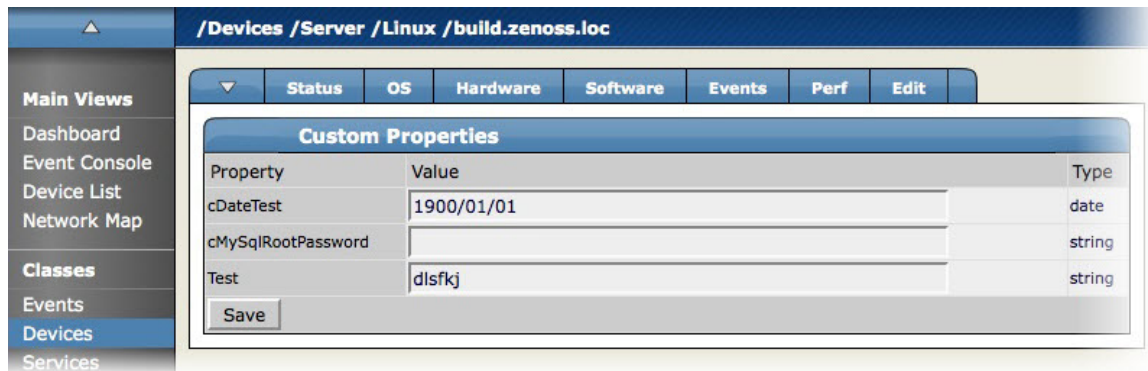 /Devices /Server /Linux /build.zenoss.loc
Main Views
Dashboard
Event Console
Device List
Network Map
Classes
Events
Devices
Services
Status OS Hardware Software Events Perf Edit
Custom Properties
Property Value Type
cDateTest 1900/01/01 date
cMySqlRootPassword string
Test dlsfkj string
Save